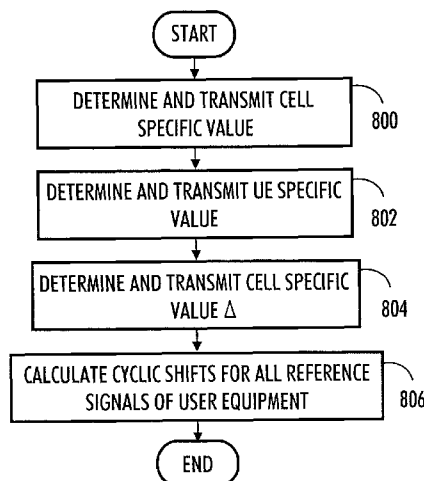 START
DETERMINE AND TRANSMIT CELL
SPECIFIC VALUE
800
DETERMINE AND TRANSMIT UE SPECIFIC
VALUE
802
DETERMINE AND TRANSMIT CELL SPECIFIC
VALUE Δ
804
CALCULATE CYCLIC SHIFTS FOR ALL REFERENCE
SIGNALS OF USER EQUIPMENT
806
END